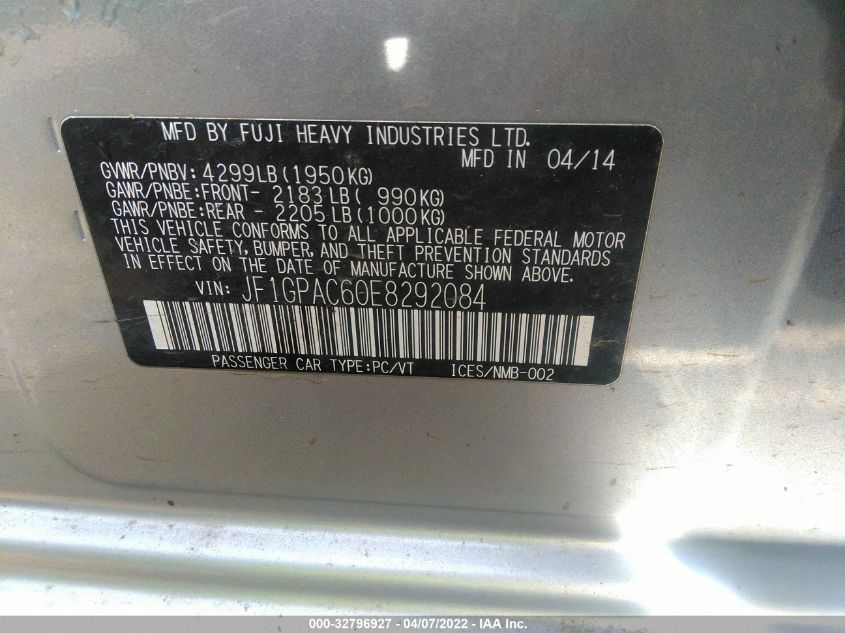 MFD BY FUJI HEAVY INDUSTRIES LTD.
MFD IN 04/14
GVWR/PNBV: 4299LB(1950KG)
GAWR/PNBE:FRONT- 2183LB( 990KG)
GAWR/PNBE:REAR - 2205LB(1000KG)
THIS VEHICLE CONFORMS TO ALL APPLICABLE FEDERAL MOTOR
VEHICLE SAFETY, BUMPER, AND THEFT PREVENTION STANDARDS
IN EFFECT ON THE DATE OF MANUFACTURE SHOWN ABOVE.
VIN: JF1GPAC60E8292084
PASSENGER CAR TYPE:PC/VT ICES/NMB-002
000-32796927 - 04/07/2022 - IAA Inc.